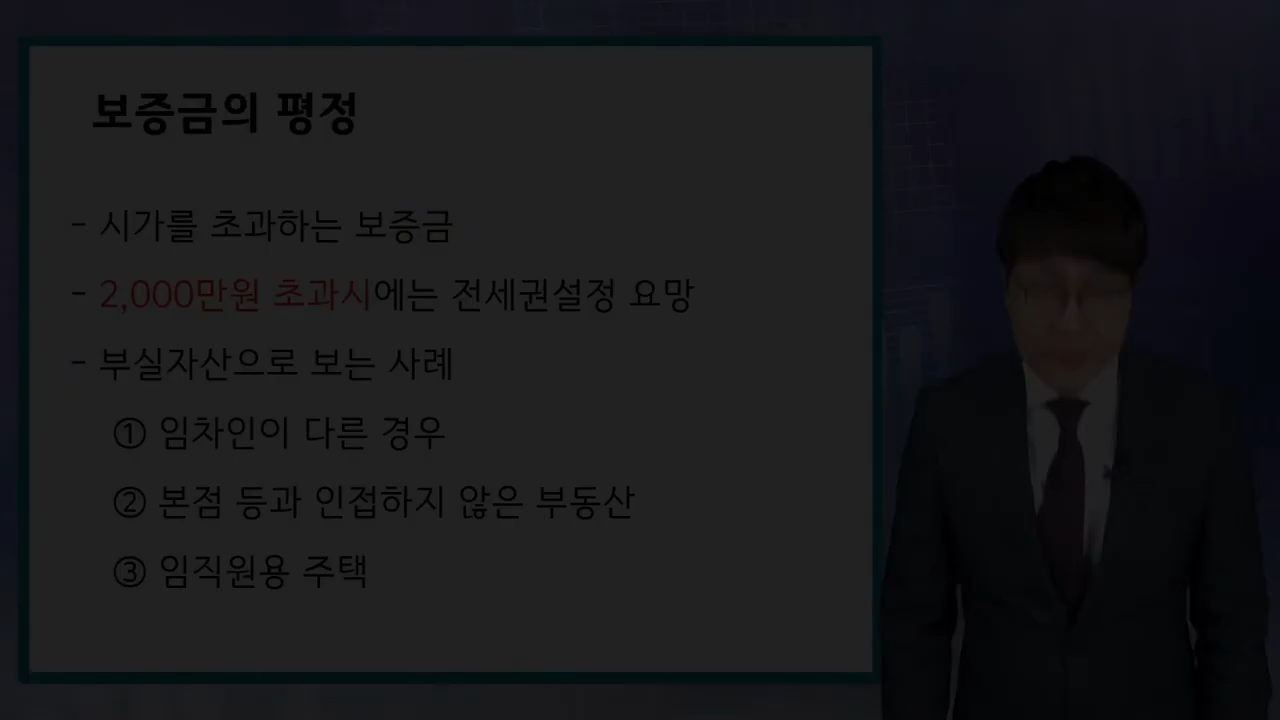 보증금의 평정
- 시가를 초과하는 보증금
- 2,000만원 초과시에는 전세권설정 요망
- 부실자산으로 보는 사례
① 임차인이 다른 경우
② 본점 등과 인접하지 않은 부동산
③ 임직원용 주택